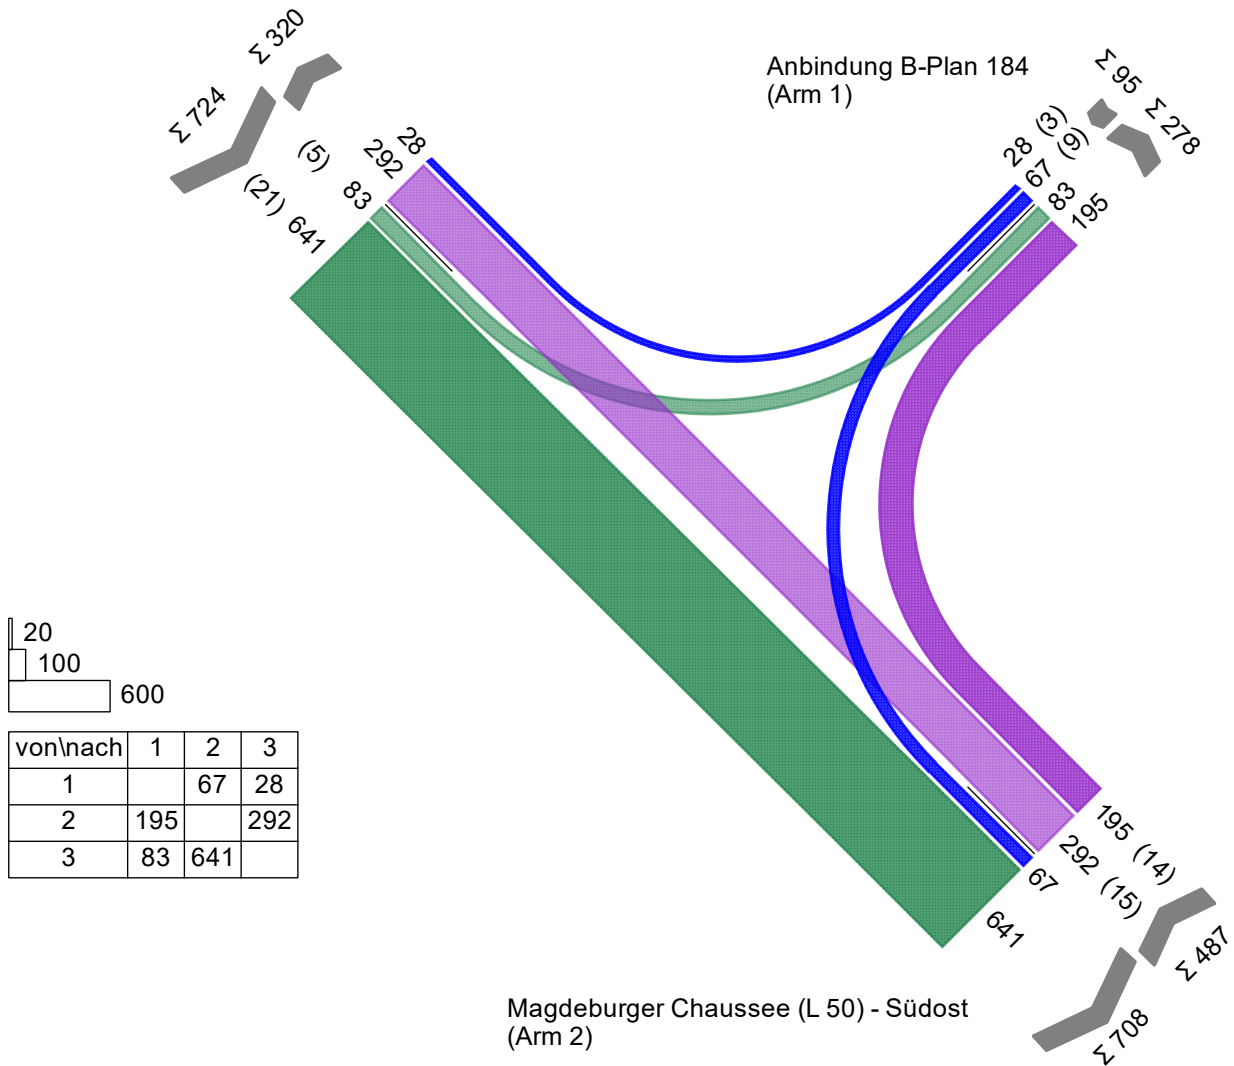 Σ 320
Σ 724
(5)
(21) 641
83
292
28
Anbindung B-Plan 184
(Arm 1)
Σ 95
Σ 278
28 (3)
67 (9)
83
195
20
100
600
von\nach 1 2 3
1 67 28
2 195 292
3 83 641
195 (14)
292 (15)
67
641
Σ 487
Σ 708
Magdeburger Chaussee (L 50) - Südost
(Arm 2)